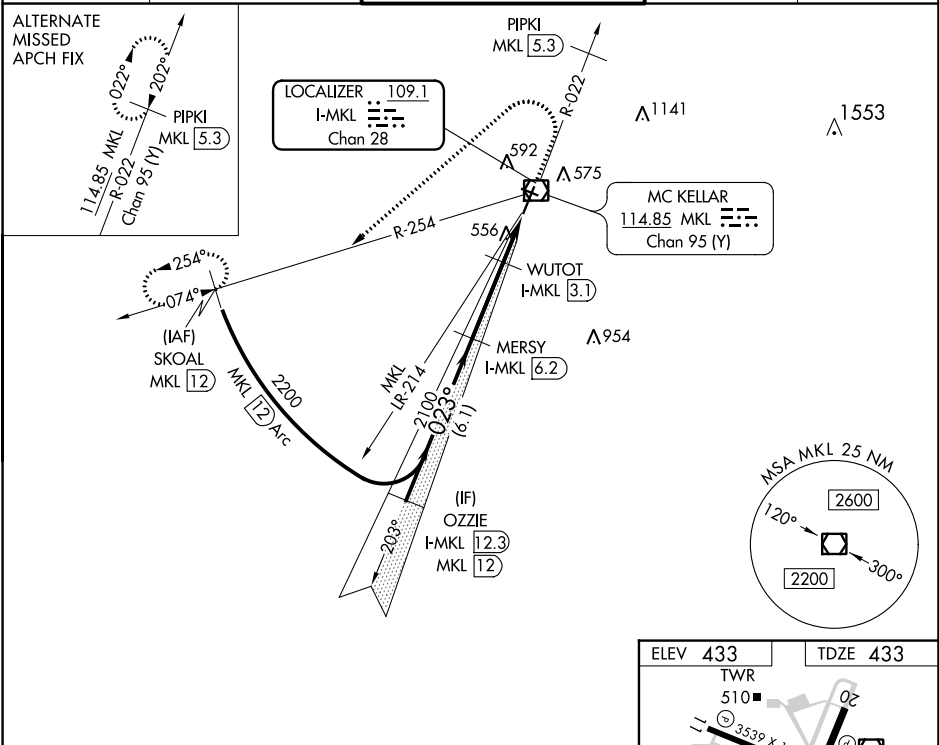 ALTERNATE
MISSED
APCH FIX
022°
202°
PIPKI
MKL 5.3
114.85 MKL
R-022
Chan 95 (Y)
PIPKI
MKL 5.3
R-022
LOCALIZER 109.1
I-MKL
Chan 28
1141
1553
592
575
MC KELLAR
114.85 MKL
Chan 95 (Y)
R-254
556
WUTOT
I-MKL 3.1
254°
074°
(IAF)
SKOAL
MKL 12
MERSY
I-MKL 6.2
954
MKL
LR-214
2200
MKL 12 Arc
2100
023°
(6.1)
(IF)
OZZIE
I-MKL 12.3
MKL 12
203°
MSA MKL 25 NM
2600
120°
300°
2200
ELEV 433
TDZE 433
TWR
510
20
11
P
3539 X